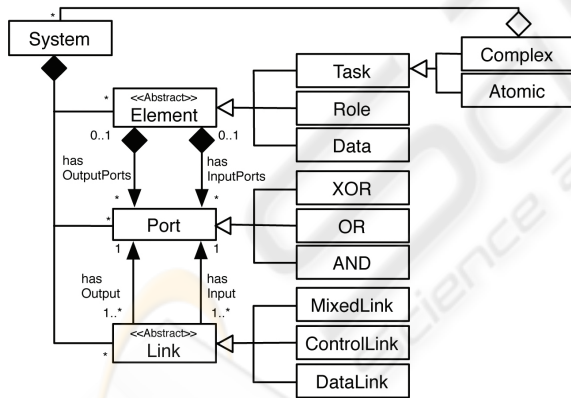 *
System
Complex
Atomic
Task
Role
Data
<<Abstract>>
Element
*
0..1
0..1
has
OutputPorts
has
InputPorts
*
*
XOR
OR
AND
*
Port
1
1
has
Output
has
Input
1..*
1..*
MixedLink
ControlLink
DataLink
<<Abstract>>
Link
*
science a